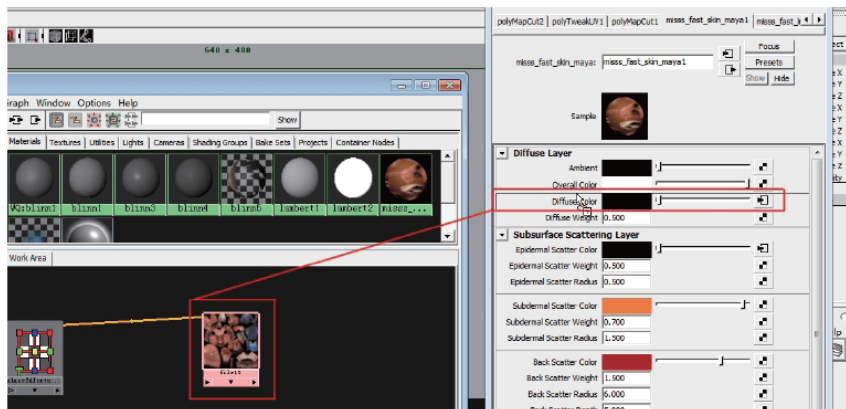 polyMapCut2 | polyTweakUV1 | polyMapCut1 misss_fast_skin_maya1 misss_fast_
640 x 480
misss_fast_skin_maya: misss_fast_skin_maya1
Focus
Presets
Show Hide
Sample
Graph Window Options Help
Show
Materials Textures Utilities Lights Cameras Shading Groups Bake Sets Projects Container Nodes
blinn1 blinn3 blinn4 blinn5 lambert1 lambert2 misss_...
Work Area
Diffuse Layer
Ambient
Overall Color
Diffuse Color
Diffuse Weight 0.500
Subsurface Scattering Layer
Epidermal Scatter Color
Epidermal Scatter Weight 0.500
Epidermal Scatter Radius 0.500
Subdermal Scatter Color
Subdermal Scatter Weight 0.700
Subdermal Scatter Radius 1.500
Back Scatter Color
Back Scatter Weight 1.500
Back Scatter Radius 6.000